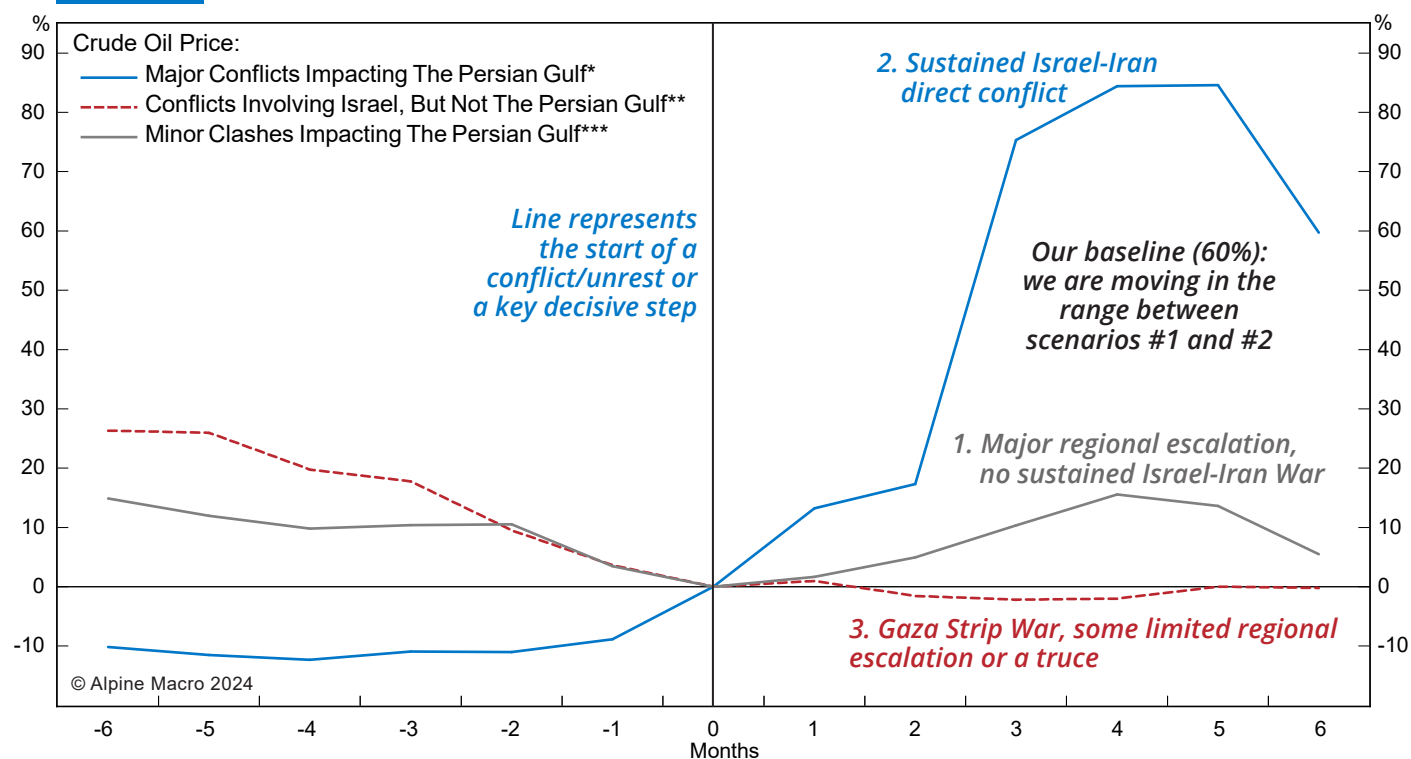 % %
Crude Oil Price:
Major Conflicts Impacting The Persian Gulf*
Conflicts Involving Israel, But Not The Persian Gulf**
Minor Clashes Impacting The Persian Gulf***
2. Sustained Israel-Iran
direct conflict
Line represents
the start of a
conflict/unrest or
a key decisive step
Our baseline (60%):
we are moving in the
range between
scenarios #1 and #2
1. Major regional escalation,
no sustained Israel-Iran War
3. Gaza Strip War, some limited regional
escalation or a truce
90 90
80 80
70 70
60 60
50 50
40 40
30 30
20 20
10 10
0 0
-10 -10
© Alpine Macro 2024
-6 -5 -4 -3 -2 -1 0 1 2 3 4 5 6
Months